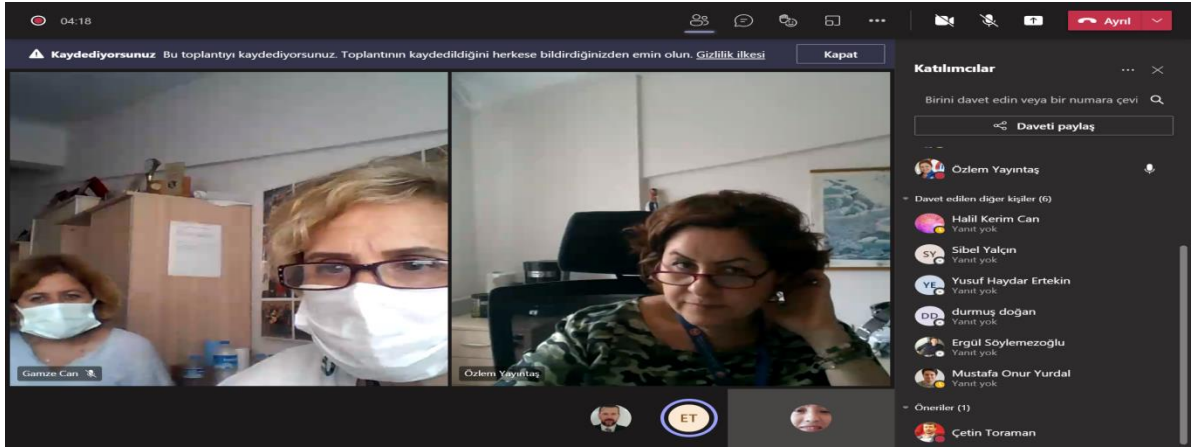 04:18
Ayrıl
Kaydediyorsunuz Bu toplantıyı kaydediyorsunuz. Toplantının kaydedildiğini herkese bildirdiğinizden emin olun. Gizlilik ilkesi
Kapat
Gamze Can
Özlem Yayıntaş
ET
Katılımcılar
Birini davet edin veya bir numara çevi
Daveti paylaş
Özlem Yayıntaş
Davet edilen diğer kişiler (6)
Halil Kerim Can
Yanıt yok
SY
Sibel Yalçın
Yanıt yok
YE
Yusuf Haydar Ertekin
Yanıt yok
DD
durmuş doğan
Yanıt yok
Ergül Söylemezoğlu
Yanıt yok
Mustafa Onur Yurdal
Yanıt yok
Öneriler (1)
Çetin Toraman